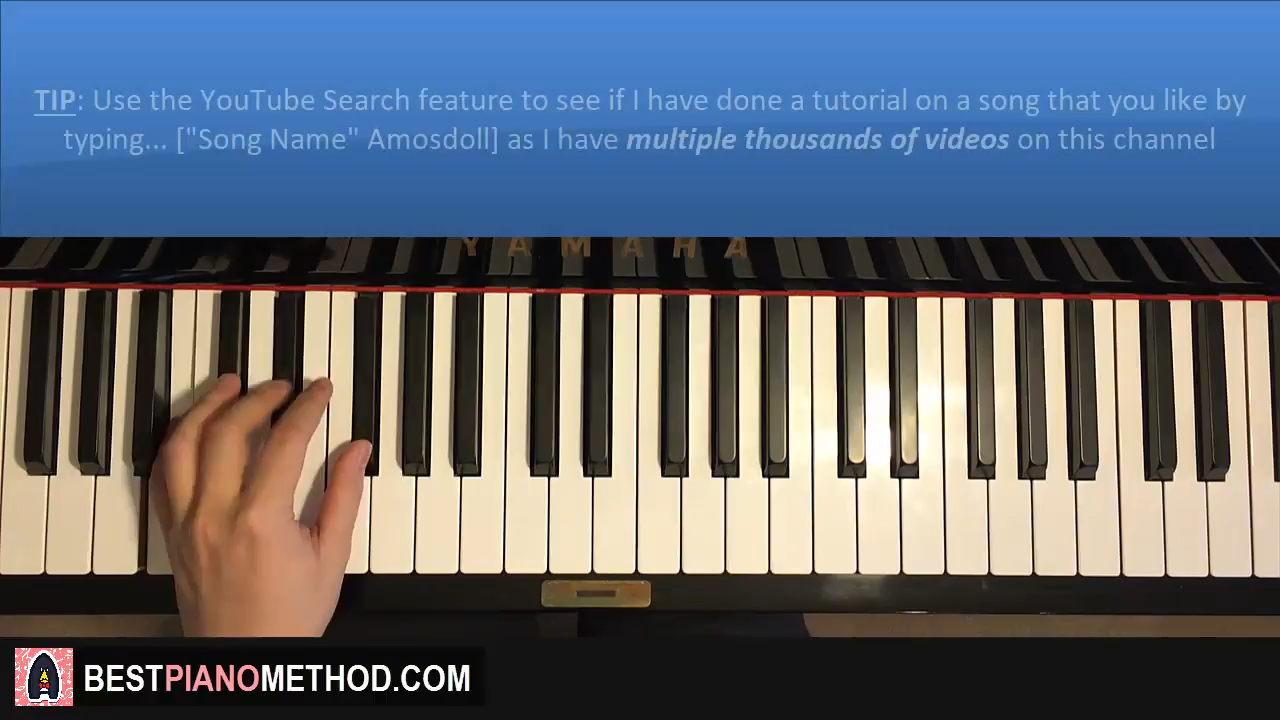 TIP: Use the YouTube Search feature to see if I have done a tutorial on a song that you like by
typing... ["Song Name" Amosdoll] as I have multiple thousands of videos on this channel
YAMAHA
BESTPIANOMETHOD.COM